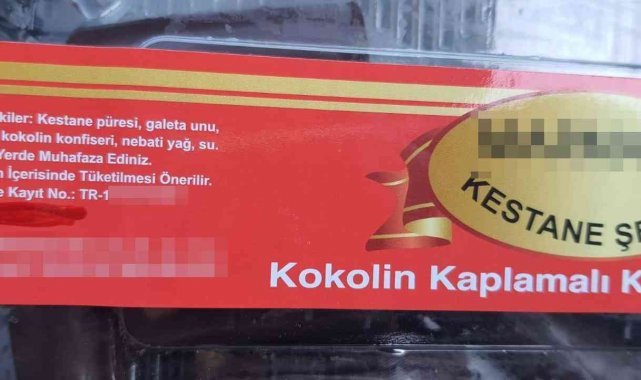 kiler: Kestane püresi, galeta unu,
kokolin konfiseri, nebati yağ, su.
Yerde Muhafaza Ediniz.
İçerisinde Tüketilmesi Önerilir.
Kayıt No.: TR-1
KESTANE ŞE
Kokolin Kaplamalı K